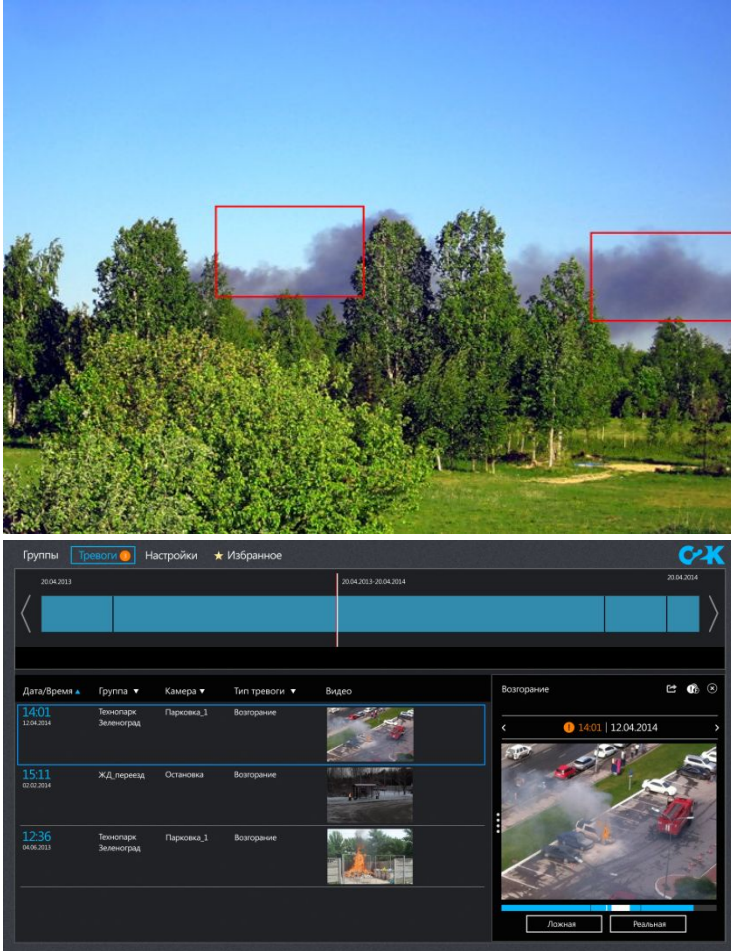 Группы Тревоги Настройки Избранное
C2K
20.04.2013 20.04.2013-20.04.2014 20.04.2014
Дата/Время Группа Камера Тип тревоги Видео
14:01 Технопарк Парковка_1 Возгорание
12.04.2014 Зеленоград
15:11 ЖД_переезд Остановка Возгорание
02.02.2014
12:36 Технопарк Парковка_1 Возгорание
04.06.2013 Зеленоград
Возгорание
14:01 | 12.04.2014
Ложная Реальная